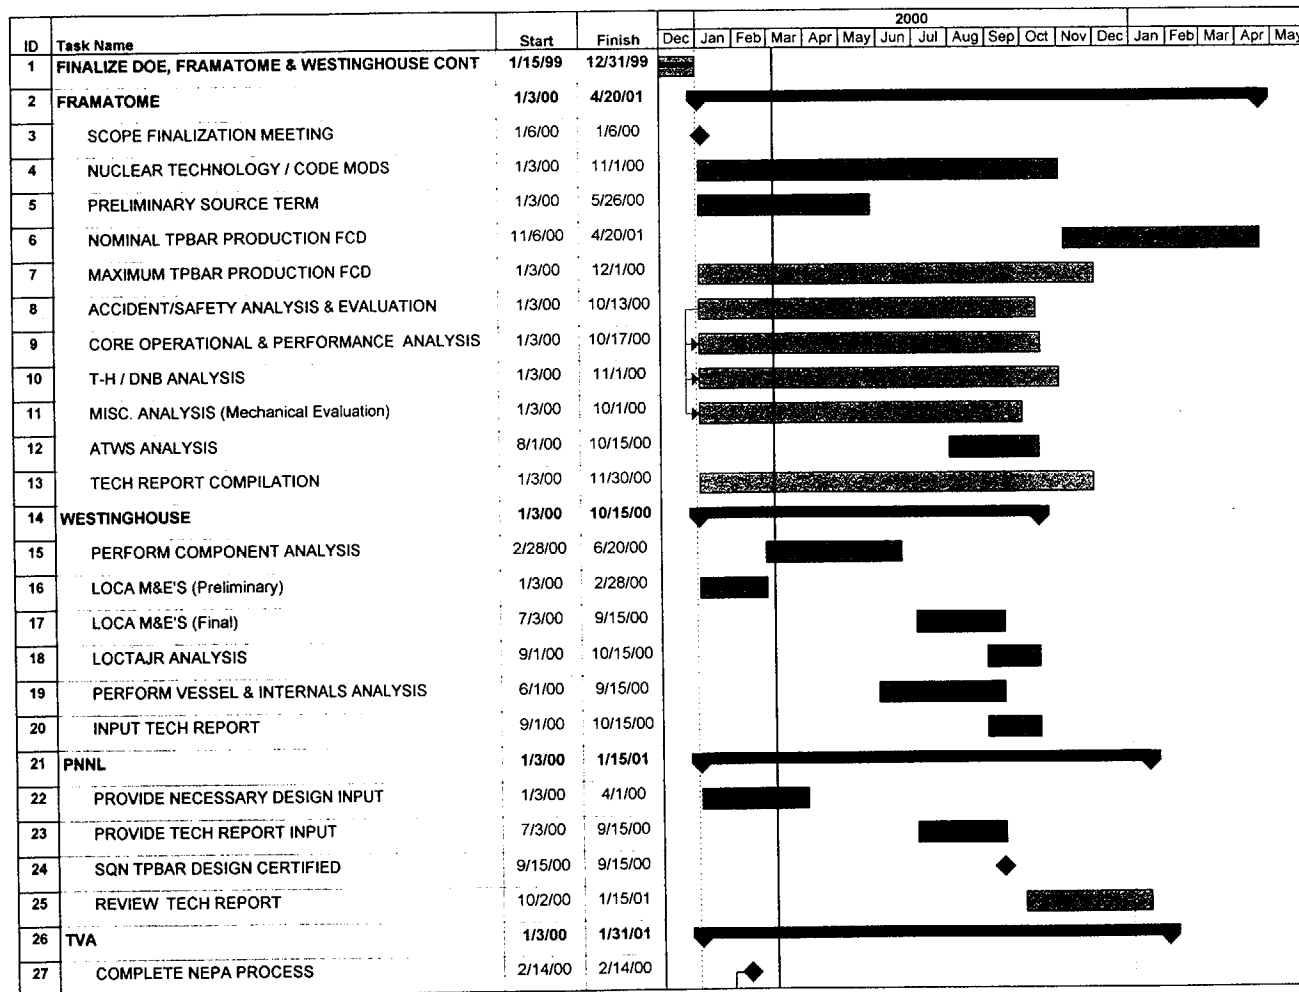 2000
ID Task Name Start Finish Dec Jan Feb Mar Apr May Jun Jul Aug Sep Oct Nov Dec Jan Feb Mar Apr May
1 FINALIZE DOE, FRAMATOME & WESTINGHOUSE CONT 1/15/99 12/31/99
2 FRAMATOME 1/3/00 4/20/01
3 SCOPE FINALIZATION MEETING 1/6/00 1/6/00
4 NUCLEAR TECHNOLOGY / CODE MODS 1/3/00 11/1/00
5 PRELIMINARY SOURCE TERM 1/3/00 5/26/00
6 NOMINAL TPBAR PRODUCTION FCD 11/6/00 4/20/01
7 MAXIMUM TPBAR PRODUCTION FCD 1/3/00 12/1/00
8 ACCIDENT/SAFETY ANALYSIS & EVALUATION 1/3/00 10/13/00
9 CORE OPERATIONAL & PERFORMANCE ANALYSIS 1/3/00 10/17/00
10 T-H / DNB ANALYSIS 1/3/00 11/1/00
11 MISC. ANALYSIS (Mechanical Evaluation) 1/3/00 10/1/00
12 ATWS ANALYSIS 8/1/00 10/15/00
13 TECH REPORT COMPILATION 1/3/00 11/30/00
14 WESTINGHOUSE 1/3/00 10/15/00
15 PERFORM COMPONENT ANALYSIS 2/28/00 6/20/00
16 LOCA M&E'S (Preliminary) 1/3/00 2/28/00
17 LOCA M&E'S (Final) 7/3/00 9/15/00
18 LOCTAJR ANALYSIS 9/1/00 10/15/00
19 PERFORM VESSEL & INTERNALS ANALYSIS 6/1/00 9/15/00
20 INPUT TECH REPORT 9/1/00 10/15/00
21 PNNL 1/3/00 1/15/01
22 PROVIDE NECESSARY DESIGN INPUT 1/3/00 4/1/00
23 PROVIDE TECH REPORT INPUT 7/3/00 9/15/00
24 SQN TPBAR DESIGN CERTIFIED 9/15/00 9/15/00
25 REVIEW TECH REPORT 10/2/00 1/15/01
26 TVA 1/3/00 1/31/01
27 COMPLETE NEPA PROCESS 2/14/00 2/14/00